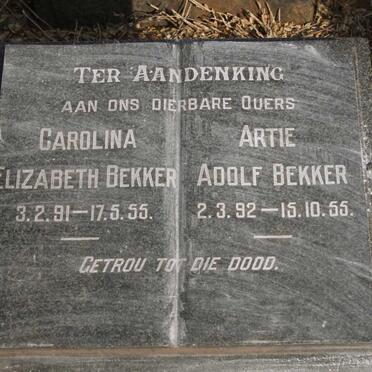 TER AANDENKING
AAN ONS DIERBARE OUERS
CAROLINA
ELIZABETH BEKKER
3.2.91—17.5.55.
ARTIE
ADOLF BEKKER
2.3.92—15.10.55.
GETROU TOT DIE DOOD.